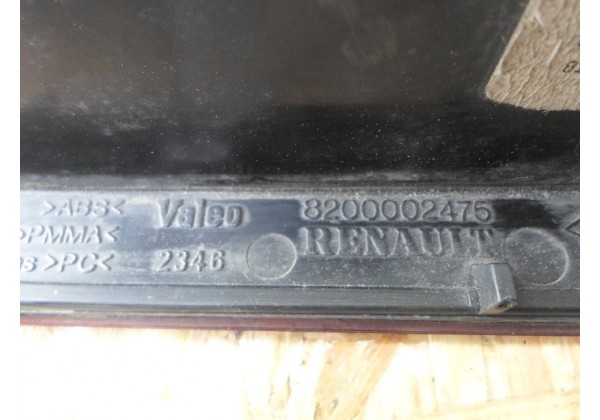 >ABS< Valeo 8200002475
>PMMA< RENAULT
>PC< 2346